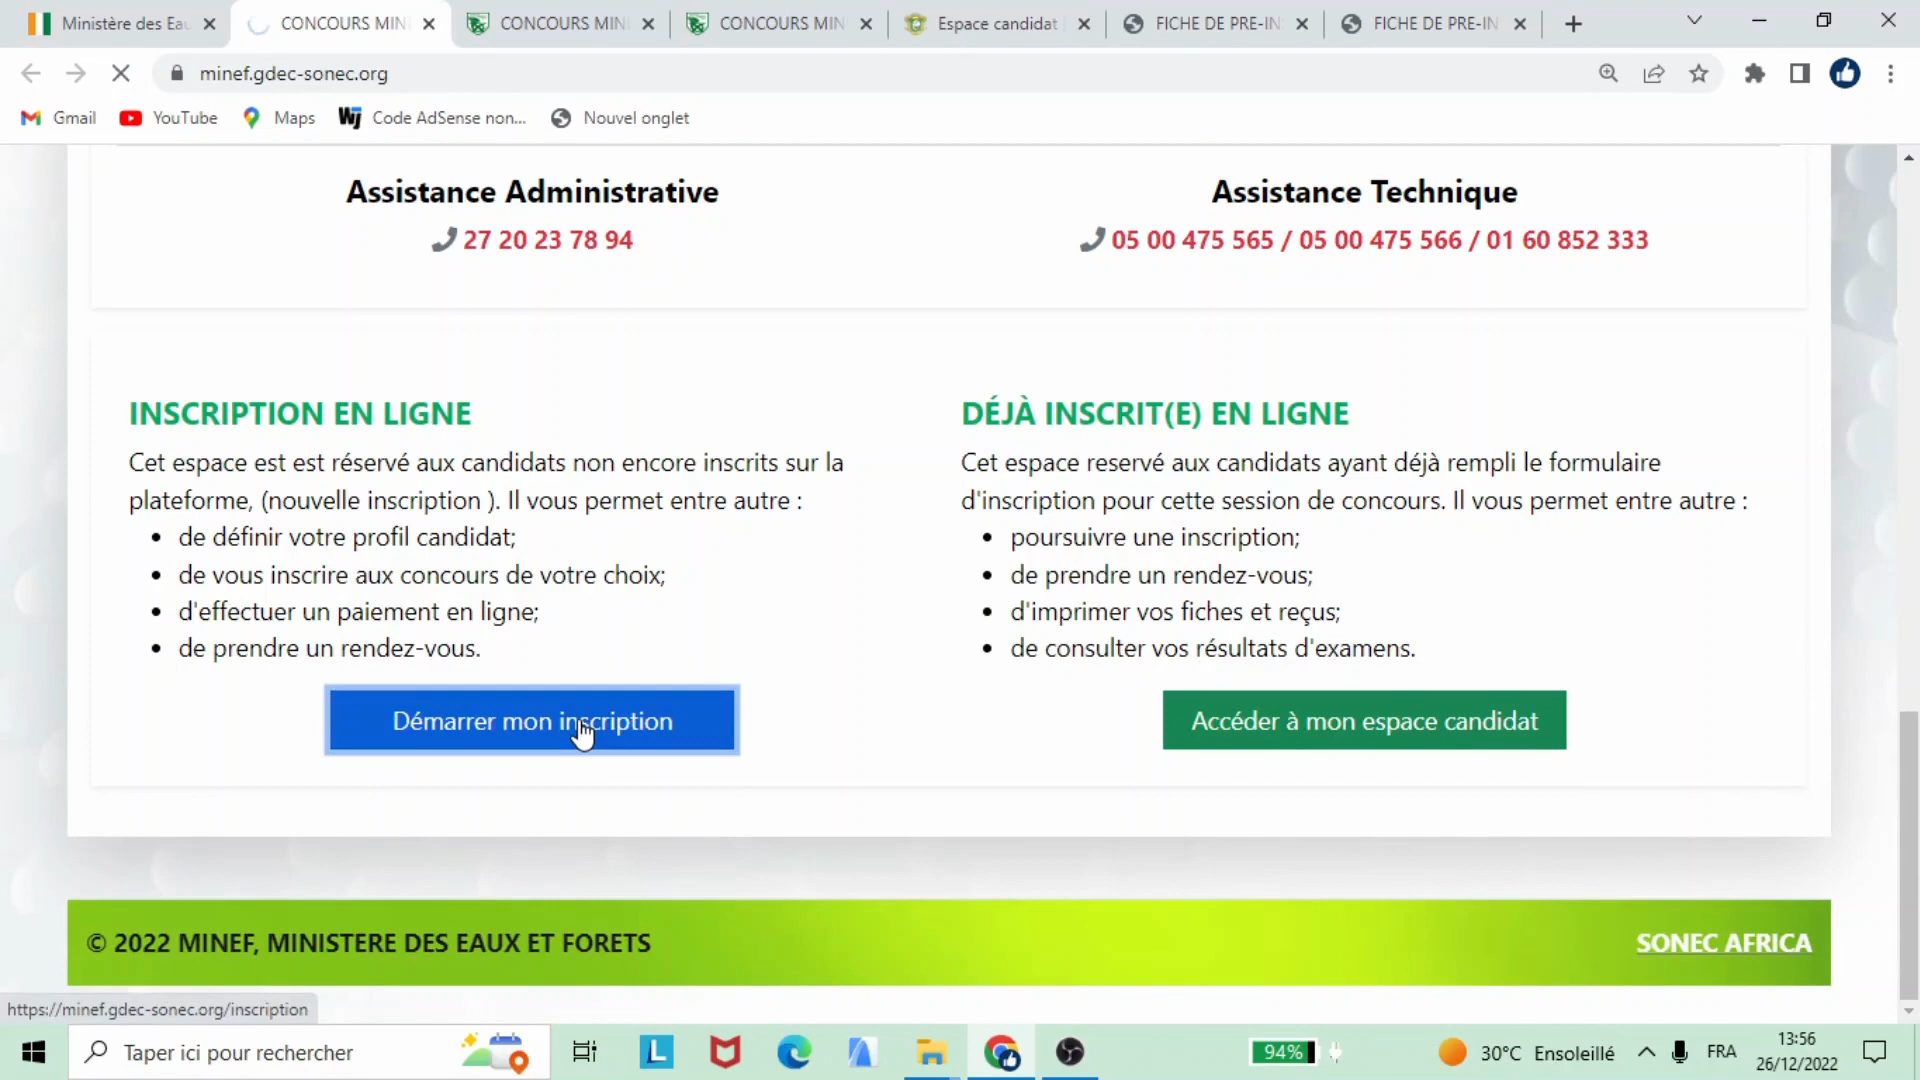 Ministère des Eau
CONCOURS MIN
CONCOURS MIN
CONCOURS MIN
Espace candidat
FICHE DE PRE-IN
FICHE DE PRE-IN
minef.gdec-sonec.org
Gmail
YouTube
Maps
Code AdSense non...
Nouvel onglet
Assistance Administrative
27 20 23 78 94
Assistance Technique
05 00 475 565 / 05 00 475 566 / 01 60 852 333
INSCRIPTION EN LIGNE
Cet espace est est réservé aux candidats non encore inscrits sur la
plateforme, (nouvelle inscription ). Il vous permet entre autre :
• de définir votre profil candidat;
• de vous inscrire aux concours de votre choix;
• d'effectuer un paiement en ligne;
• de prendre un rendez-vous.
Démarrer mon inscription
DÉJÀ INSCRIT(E) EN LIGNE
Cet espace reservé aux candidats ayant déjà rempli le formulaire
d'inscription pour cette session de concours. Il vous permet entre autre :
• poursuivre une inscription;
• de prendre un rendez-vous;
• d'imprimer vos fiches et reçus;
• de consulter vos résultats d'examens.
Accéder à mon espace candidat
© 2022 MINEF, MINISTERE DES EAUX ET FORETS
SONEC AFRICA
https://minef.gdec-sonec.org/inscription
Taper ici pour rechercher
94%
30°C Ensoleillé
FRA
13:56
26/12/2022